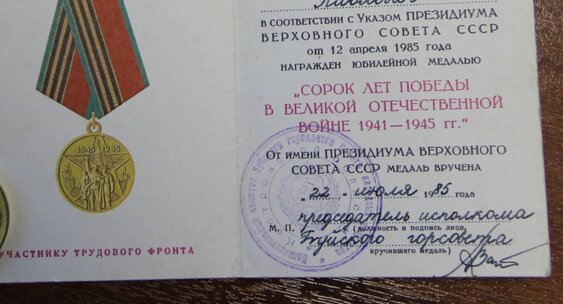 1945 1985
УЧАСТНИКУ ТРУДОВОГО ФРОНТА
в соответствии с Указом ПРЕЗИДИУМА
ВЕРХОВНОГО СОВЕТА СССР
от 12 апреля 1985 года
НАГРАЖДЕН ЮБИЛЕЙНОЙ МЕДАЛЬЮ
„СОРОК ЛЕТ ПОБЕДЫ
В ВЕЛИКОЙ ОТЕЧЕСТВЕННОЙ
ВОЙНЕ 1941—1945 гг.“
От имени ПРЕЗИДИУМА ВЕРХОВНОГО
СОВЕТА СССР МЕДАЛЬ ВРУЧЕНА
„22“ июля 1985 года
председатель исполкома
М. П. (должность и подпись лица,
Буйского горсовета
вручившего медаль)